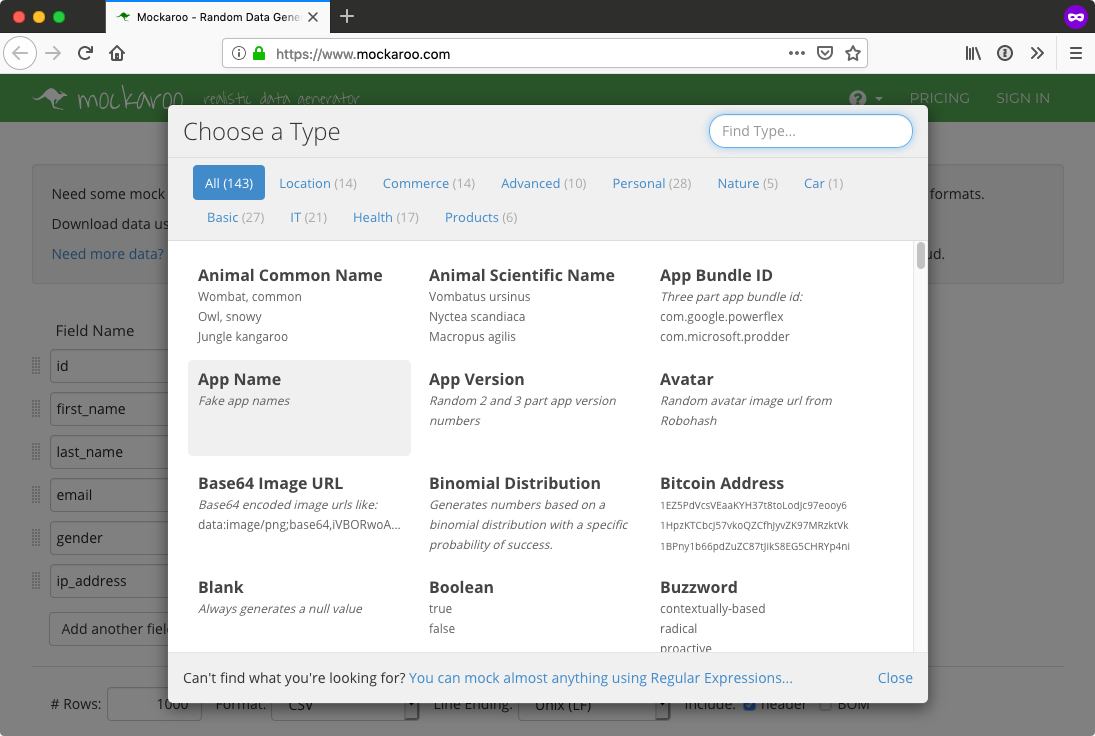 Mockaroo - Random Data Gene
https://www.mockaroo.com
mockaroo realistic data generator
PRICING SIGN IN
Choose a Type
Find Type...
All (143) Location (14) Commerce (14) Advanced (10) Personal (28) Nature (5) Car (1)
Basic (27) IT (21) Health (17) Products (6)
Need some mock
formats.
Download data us
Need more data?
ud.
Field Name
id
first_name
last_name
email
gender
ip_address
Add another fiel
Animal Common Name
Wombat, common
Owl, snowy
Jungle kangaroo
Animal Scientific Name
Vombatus ursinus
Nyctea scandiaca
Macropus agilis
App Bundle ID
Three part app bundle id:
com.google.powerflex
com.microsoft.prodder
App Name
Fake app names
App Version
Random 2 and 3 part app version
numbers
Avatar
Random avatar image url from
Robohash
Base64 Image URL
Base64 encoded image urls like:
data:image/png;base64,iVBORwoA...
Binomial Distribution
Generates numbers based on a
binomial distribution with a specific
probability of success.
Bitcoin Address
1EZ5PdVcsVEaaKYH37t8toLodJc97eooy6
1HpzKTCbcJ57vkoQZCfhJyvZK97MRzktVk
1BPny1b66pdZuZC87tJikS8EG5CHRYp4ni
Blank
Always generates a null value
Boolean
true
false
Buzzword
contextually-based
radical
proactive
Can't find what you're looking for? You can mock almost anything using Regular Expressions...
Close
# Rows: 1000 Format: CSV Line Ending: Unix (LF) Include: header BOM